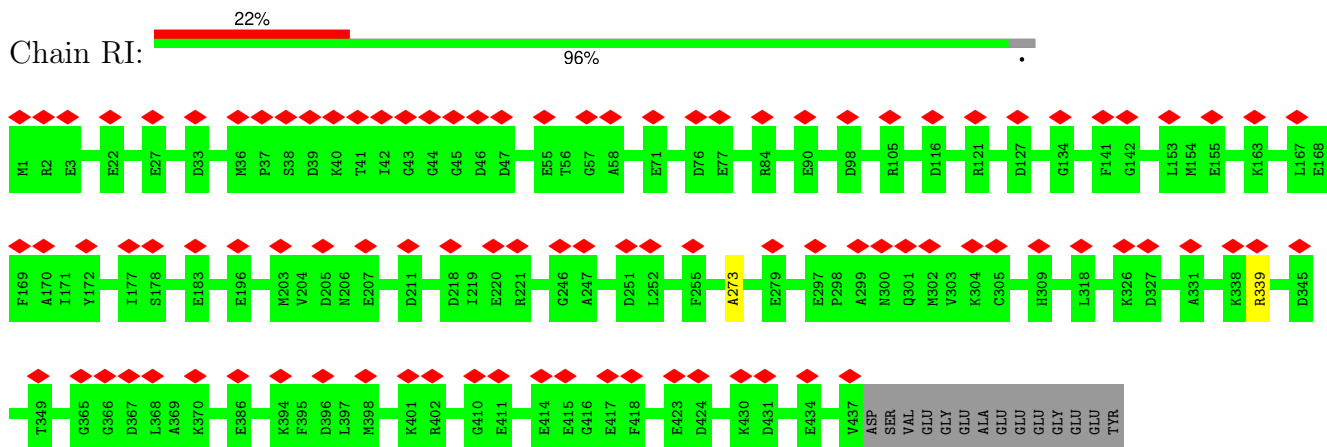 22%
Chain RI:
96%
•
M1 R2 E3 E22 E27 D33 M36 P37 S38 D39 K40 T41 I42 G43 G44 G45 D46 D47 E55 T56 G57 A58 E71 D76 E77 R84 E90 D98 R105 D116 R121 D127 G134 F141 G142 L153 M154 E155 K163 L167 E168
F169 A170 I171 Y172 I177 S178 E183 E196 M203 V204 D205 N206 E207 D211 D218 I219 E220 R221 G246 A247 D251 L252 F255 A273 E279 E297 P298 A299 N300 Q301 M302 V303 K304 C305 H309 L318 K326 D327 A331 K338 R339 D345
T349 G365 G366 D367 L368 A369 K370 E386 K394 F395 D396 L397 M398 K401 R402 G410 E411 E414 E415 G416 E417 F418 E423 D424 K430 D431 E434 V437 ASP SER VAL GLU GLY GLU ALA GLU GLU GLU GLY GLU GLU TYR